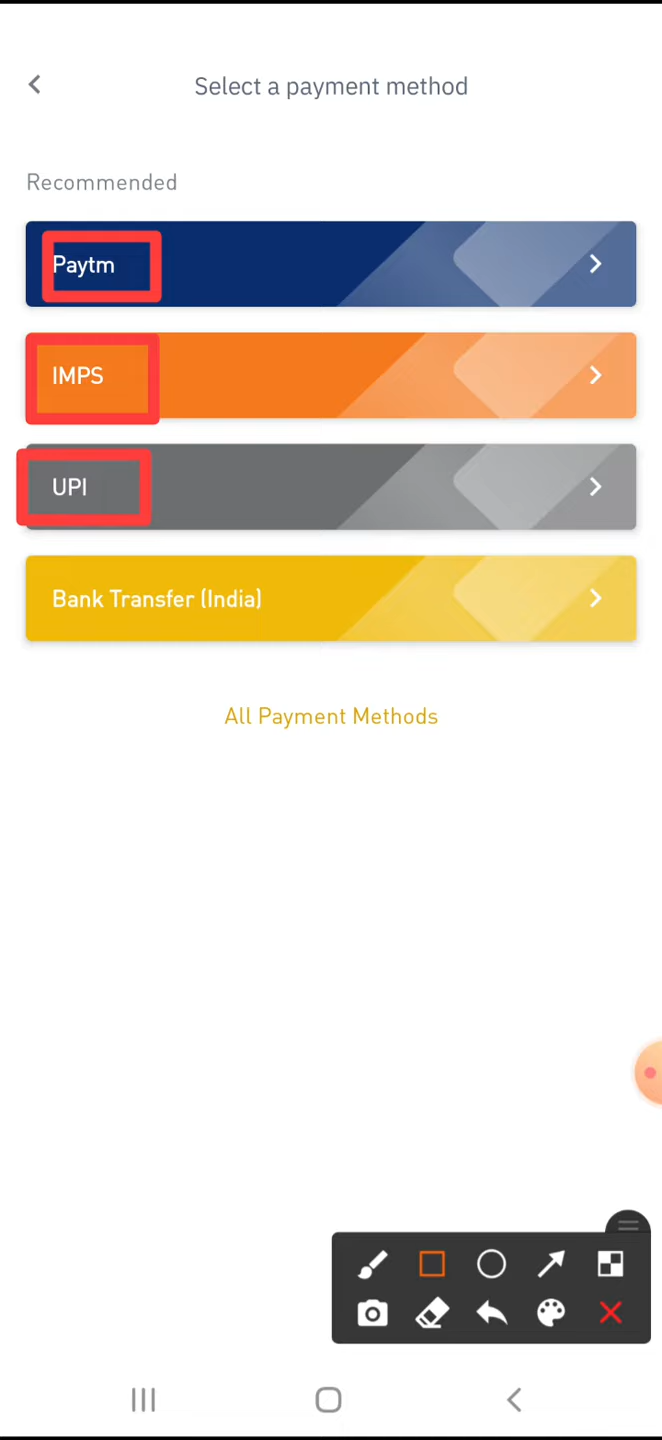 Select a payment method
Recommended
Paytm
IMPS
UPI
Bank Transfer (India)
All Payment Methods